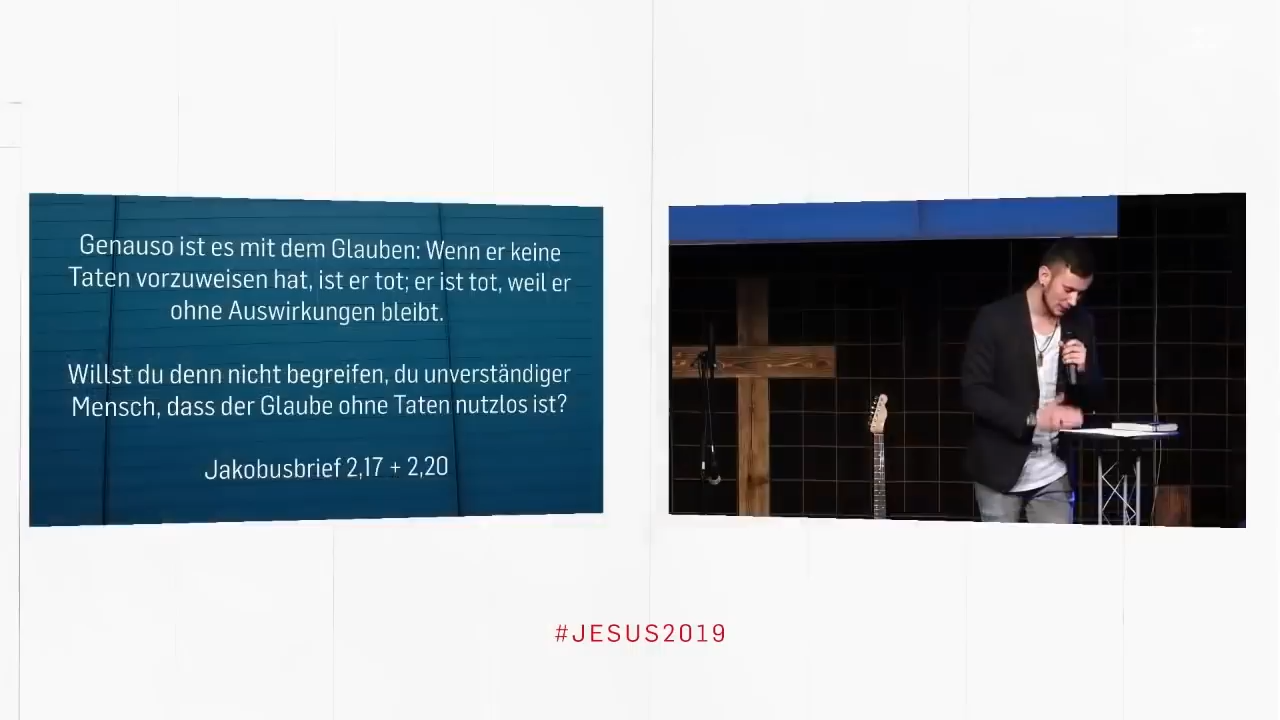 Genauso ist es mit dem Glauben: Wenn er keine
Taten vorzuweisen hat, ist er tot; er ist tot, weil er
ohne Auswirkungen bleibt.
Willst du denn nicht begreifen, du unverständiger
Mensch, dass der Glaube ohne Taten nutzlos ist?
Jakobusbrief 2,17 + 2,20
#JESUS2019